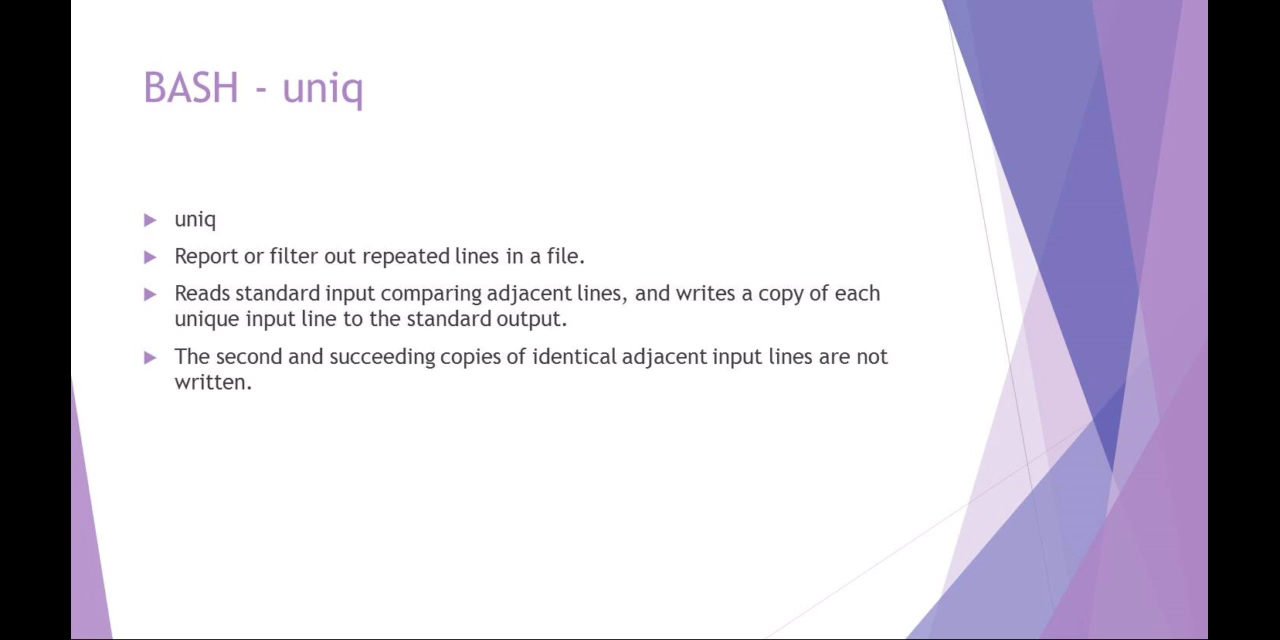 BASH - uniq
uniq
Report or filter out repeated lines in a file.
Reads standard input comparing adjacent lines, and writes a copy of each
unique input line to the standard output.
The second and succeeding copies of identical adjacent input lines are not
written.